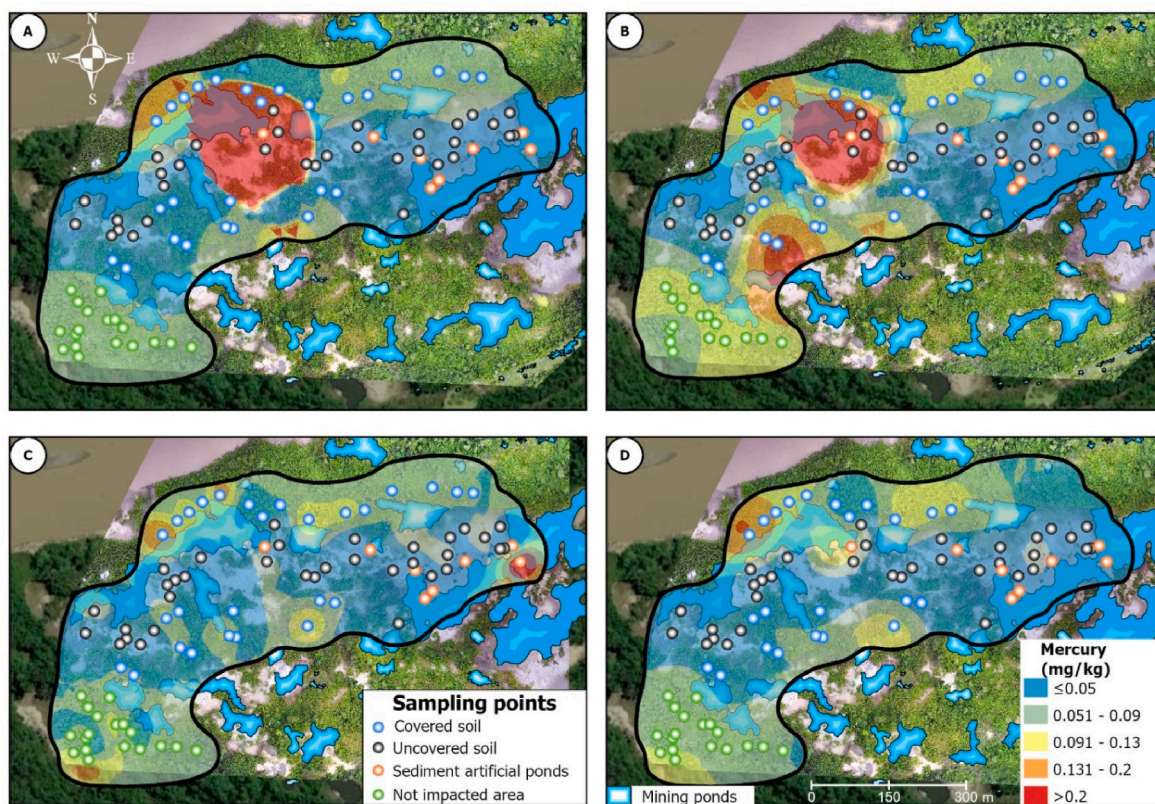 A
N
W E
S
B
C
Sampling points
Covered soil
Uncovered soil
Sediment artificial ponds
Not impacted area
D
Mercury
(mg/kg)
≤0.05
0.051 - 0.09
0.091 - 0.13
0.131 - 0.2
>0.2
Mining ponds
0 150 300 m